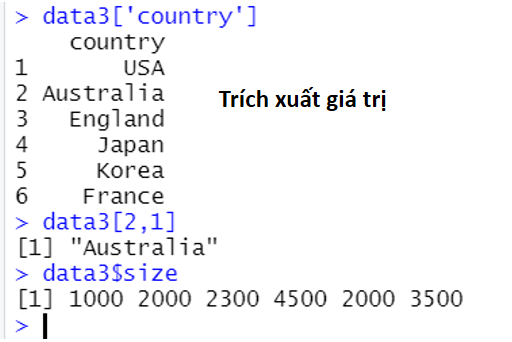 > data3['country']
country
1 USA
2 Australia
3 England
4 Japan
5 Korea
6 France
Trích xuất giá trị
> data3[2,1]
[1] "Australia"
> data3$size
[1] 1000 2000 2300 4500 2000 3500
>